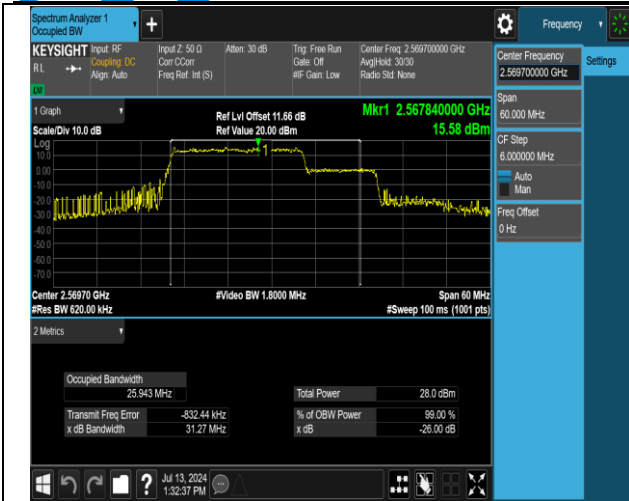 Spectrum Analyzer 1
Occupied BW
Frequency
KEYSIGHT
RL
Input: RF
Coupling: DC
Align: Auto
Input Z: 50 Ω
Corr CCorr
Freq Ref: Int (S)
Atten: 30 dB
Trig: Free Run
Gate: Off
#IF Gain: Low
Center Freq: 2.569700000 GHz
Avg|Hold: 30/30
Radio Std: None
Center Frequency
2.569700000 GHz
Settings
Span
60.000 MHz
CF Step
6.000000 MHz
Auto
Man
Freq Offset
0 Hz
1 Graph
Scale/Div 10.0 dB
Ref Lvl Offset 11.66 dB
Ref Value 20.00 dBm
Mkr1 2.567840000 GHz
15.58 dBm
Log
10.0
0.00
-10.0
-20.0
-30.0
-40.0
-50.0
-60.0
-70.0
1
Center 2.56970 GHz
#Res BW 620.00 kHz
#Video BW 1.8000 MHz
Span 60 MHz
#Sweep 100 ms (1001 pts)
2 Metrics
Occupied Bandwidth
25.943 MHz
Total Power 28.0 dBm
Transmit Freq Error -832.44 kHz
% of OBW Power 99.00 %
x dB Bandwidth 31.27 MHz
x dB -26.00 dB
Jul 13, 2024
1:32:37 PM